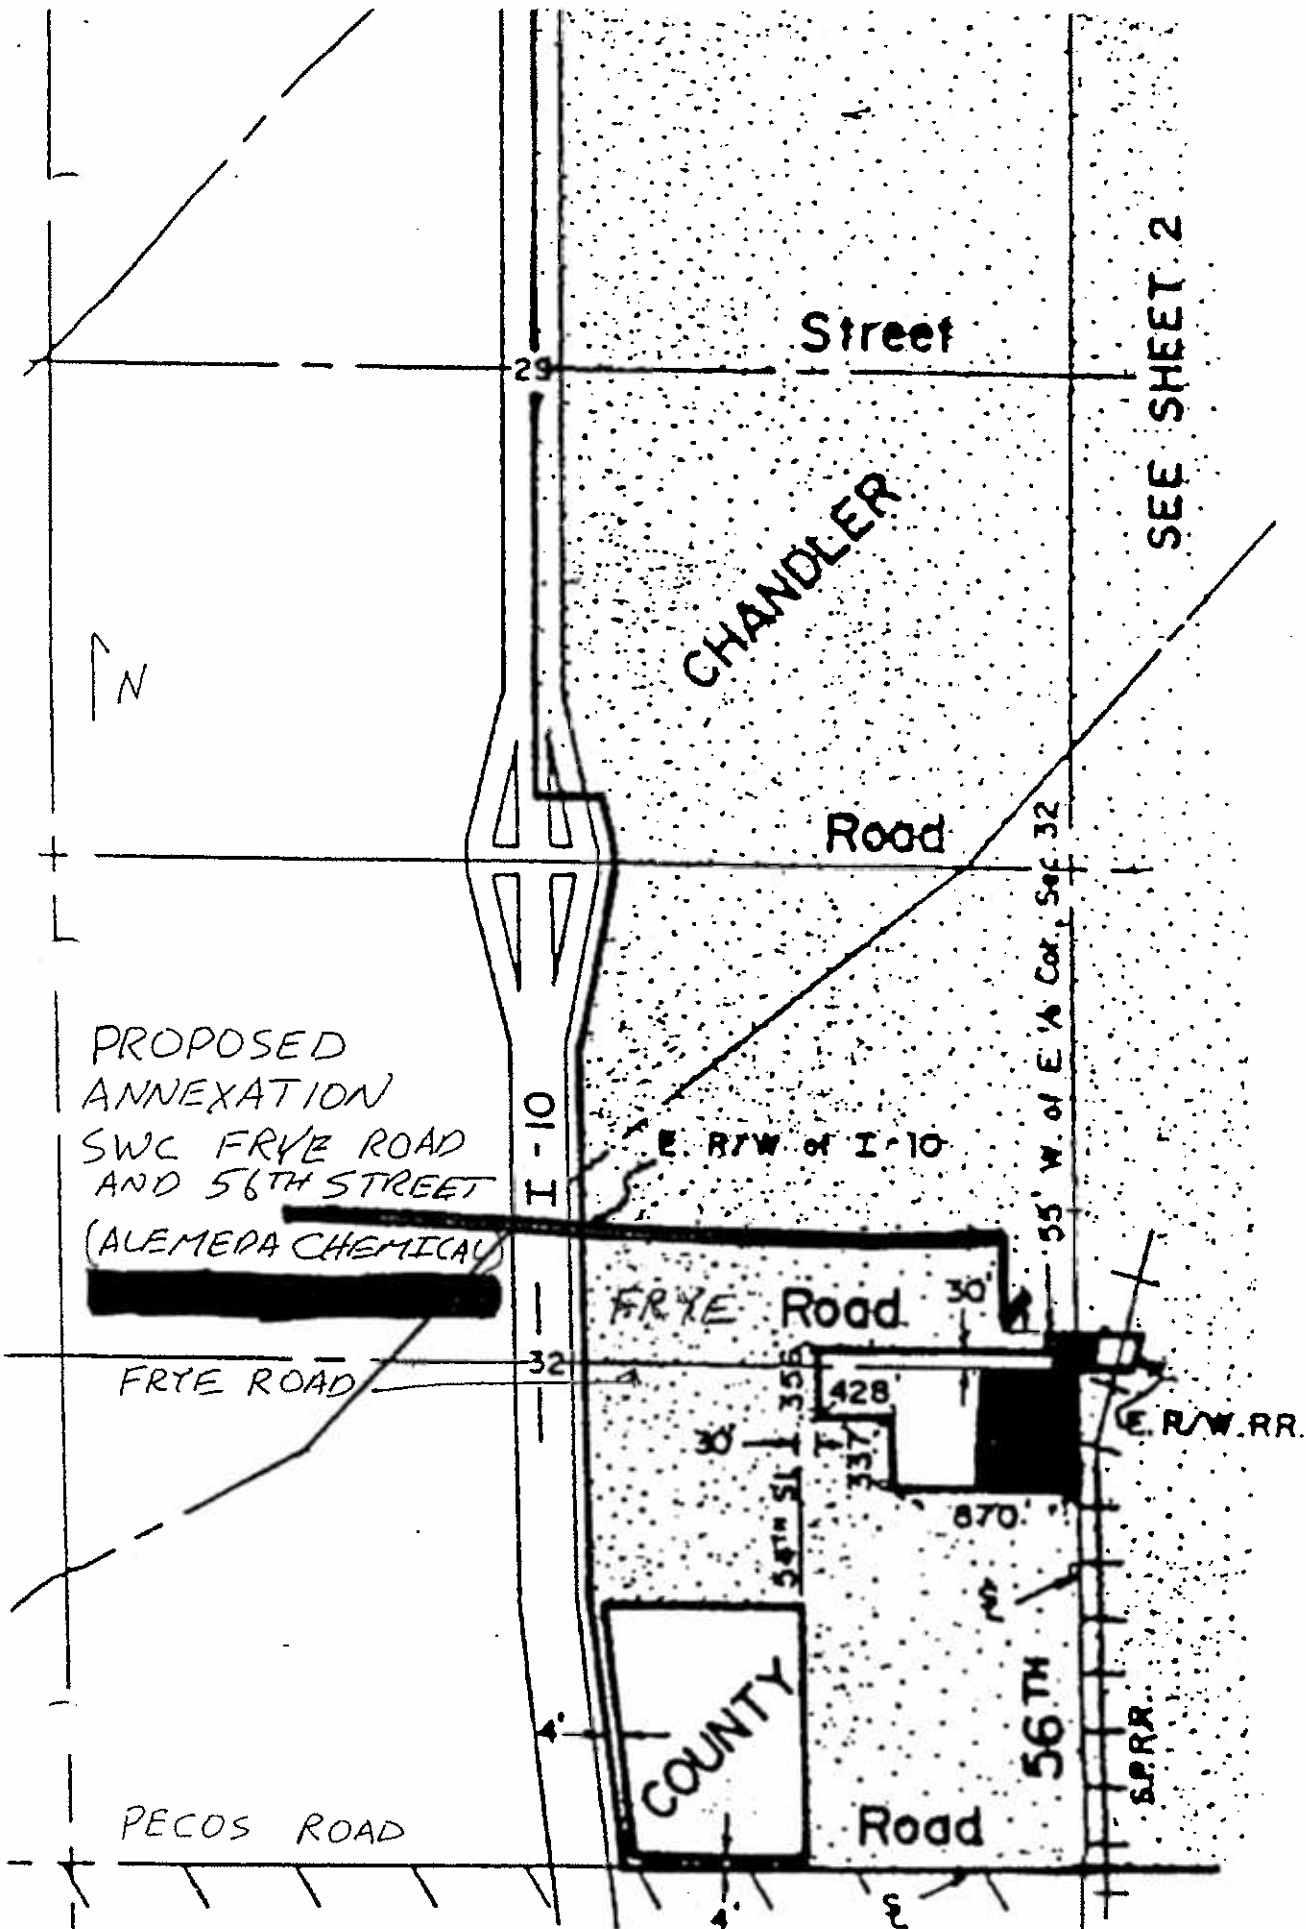 Street
29
SEE SHEET 2
CHANDLER
N
Road
55' W. of E ¼ Cor., Sec 32
PROPOSED
ANNEXATION
SWC FRYE ROAD
AND 56TH STREET
(ALEMEDA CHEMICAL)
I-10
E. R/W of I-10
FRYE Road
30'
32
FRYE ROAD
356
428
30'
337
E. R/W. RR.
870
54TH St
COUNTY
4'
56TH
S.P.R.R.
PECOS ROAD
Road
4'